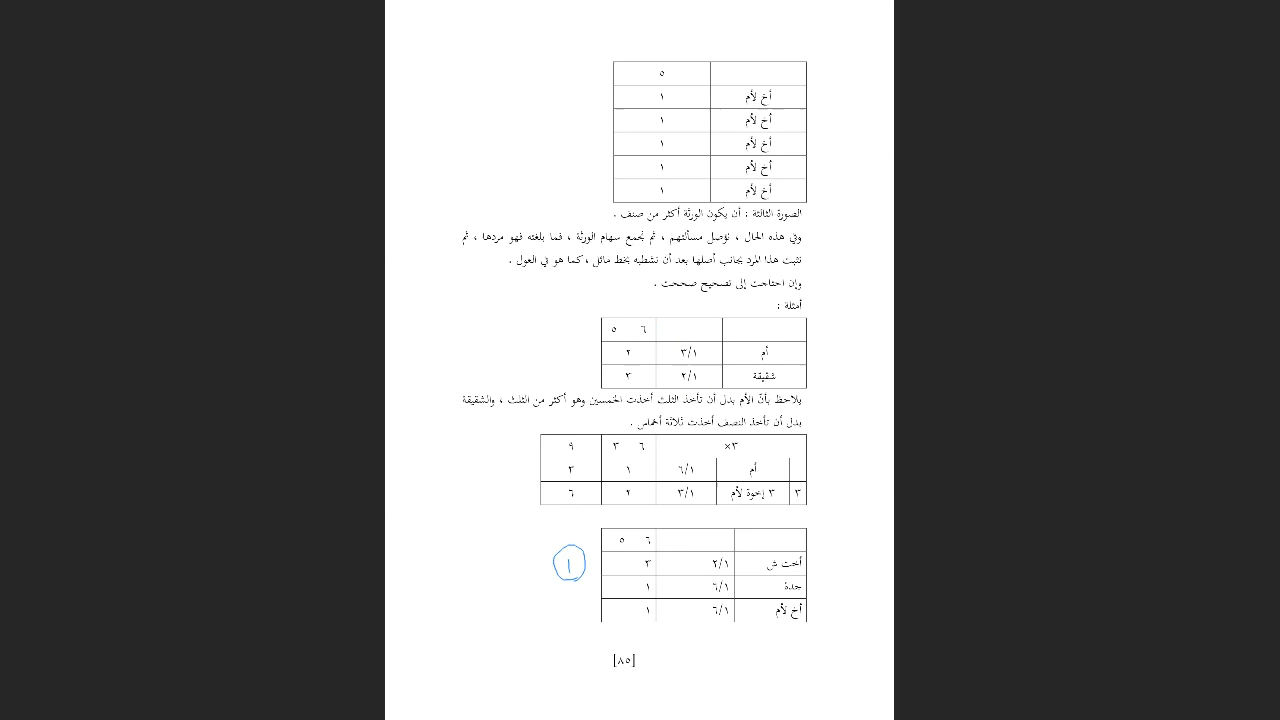 ٥
أخ لأم ١
أخ لأم ١
أخ لأم ١
أخ لأم ١
أخ لأم ١
الصورة الثالثة : أن يكون الورثة أكثر من صنف .
وفي هذه الحال ، نؤصل مسألتهم ، ثم نجمع سهام الورثة ، فما بلغته فهو مردها ، ثم
نثبت هذا المرد بجانب أصلها بعد أن نشطبه بخط مائل ، كما هو في العول .
وإن احتاجت إلى تصحيح صححت .
أمثلة :
٦ ٥
أم ٣/١ ٢
شقيقة ٢/١ ٣
يلاحظ بأنّ الأم بدل أن تأخذ الثلث أخذت الخمسين وهو أكثر من الثلث ، والشقيقة
بدل أن تأخذ النصف أخذت ثلاثة أخماس .
×٣ ٦ ٣ ٩
أم ٦/١ ١ ٣
٣ ٣ إخوة لأم ٣/١ ٢ ٦
٦ ٥
أخت ش ٢/١ ٣ ١
جدة ٦/١ ١
أخ لأم ٦/١ ١
[٨٥]